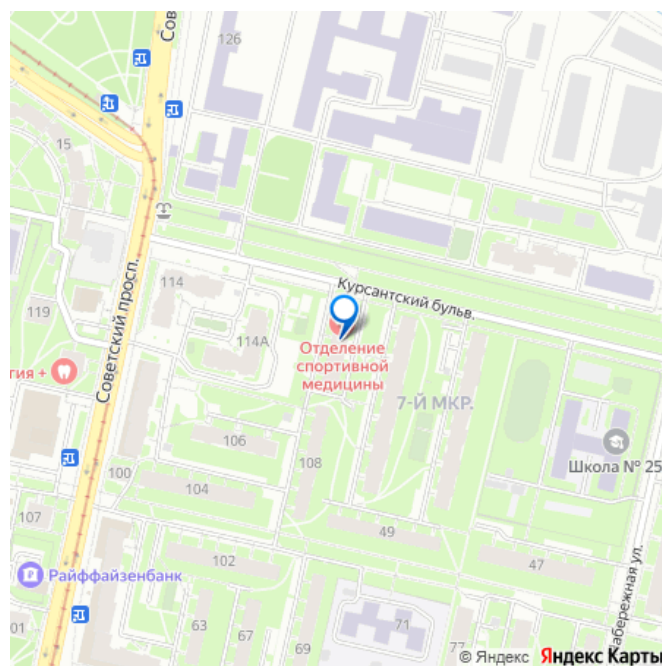 Сов
126
15
Курсантский бульв.
114
Советский просп.
119
114А
Отделение
спортивной
медицины
гия +
7-Й МКР.
106
Школа № 25
108
100
104
107
49
102
47
Райффайзенбанк
абережная ул.
01
63
67
69
71
77
© Яндекс Яндекс Карты